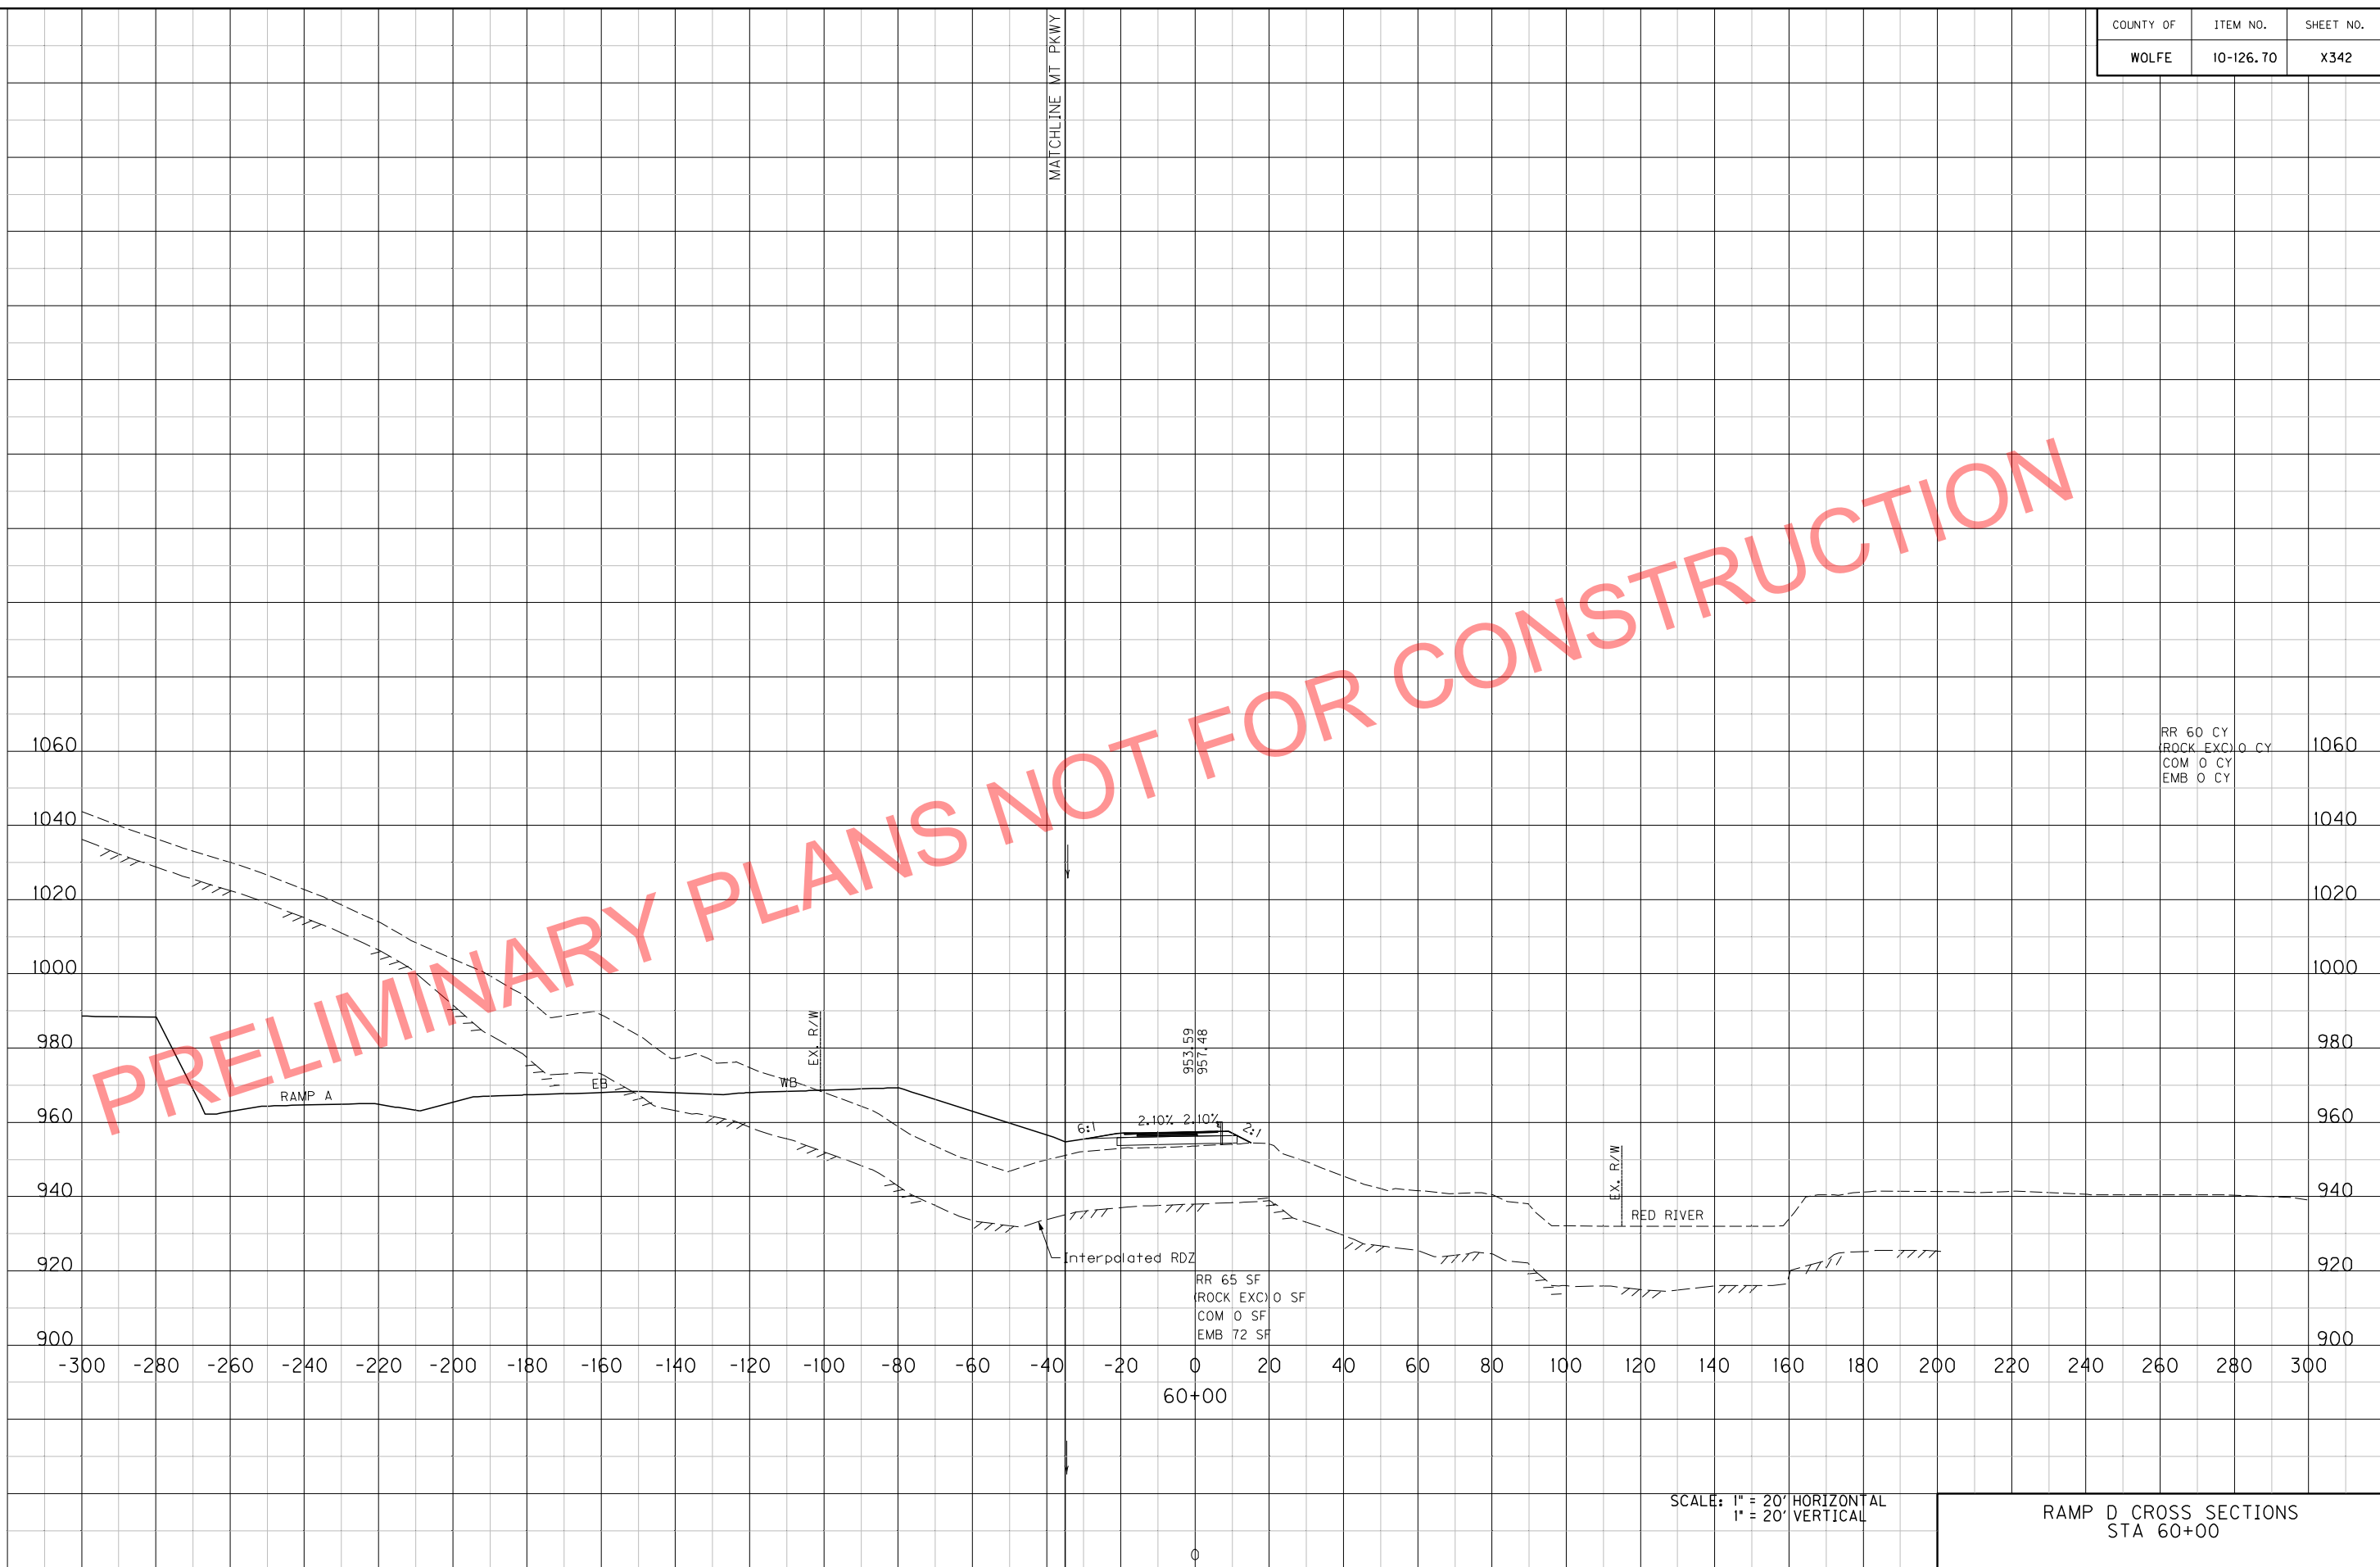 COUNTY OF ITEM NO. SHEET NO.
WOLFE 10-126.70 X342
MATCHLINE MT PKWY
PRELIMINARY PLANS NOT FOR CONSTRUCTION
RR 60 CY
(ROCK EXC) 0 CY
COM 0 CY
EMB 0 CY
1060 1060
1040 1040
1020 1020
1000 1000
980 980
960 960
940 940
920 920
900 900
EX. R/W
953.59
957.48
RAMP A
EB
WB
6:1
2.10% 2.10%
2:1
EX. R/W
RED RIVER
Interpolated RDZ
RR 65 SF
(ROCK EXC) 0 SF
COM 0 SF
EMB 72 SF
-300 -280 -260 -240 -220 -200 -180 -160 -140 -120 -100 -80 -60 -40 -20 0 20 40 60 80 100 120 140 160 180 200 220 240 260 280 300
60+00
SCALE: 1" = 20' HORIZONTAL
1" = 20' VERTICAL
RAMP D CROSS SECTIONS
STA 60+00
0